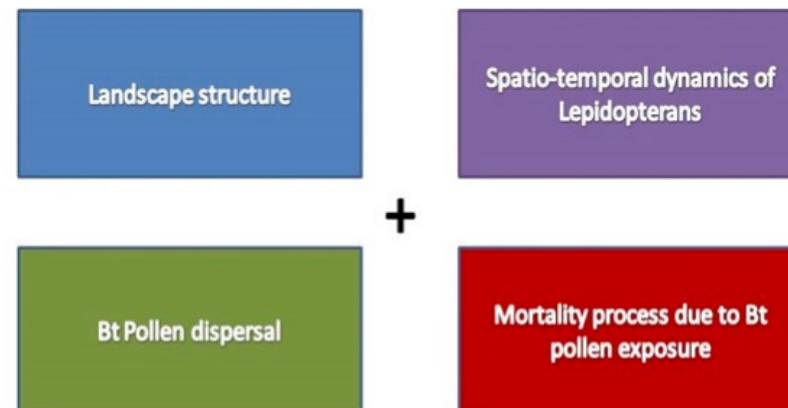 Landscape structure
Spatio-temporal dynamics of
Lepidopterans
+
Bt Pollen dispersal
Mortality process due to Bt
pollen exposure